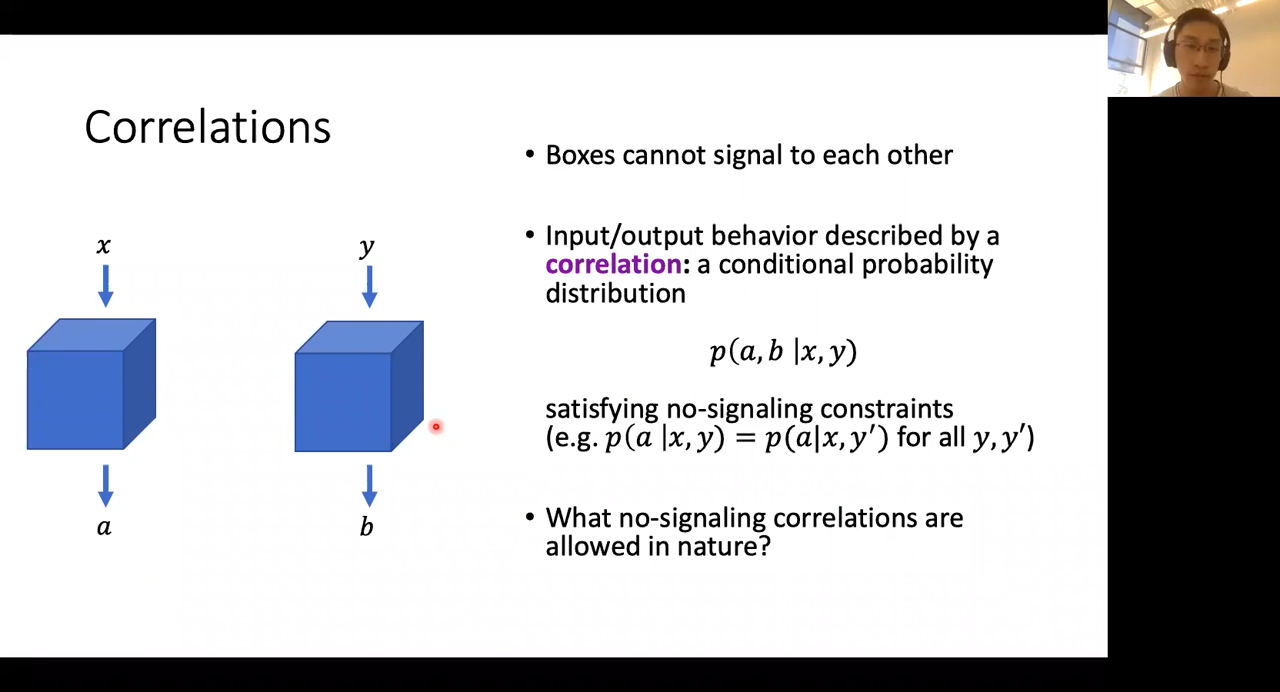 Correlations
x
y
a
b
• Boxes cannot signal to each other
• Input/output behavior described by a
correlation: a conditional probability
distribution
p(a, b |x, y)
satisfying no-signaling constraints
(e.g. p(a |x, y) = p(a|x, y′) for all y, y′)
• What no-signaling correlations are
allowed in nature?